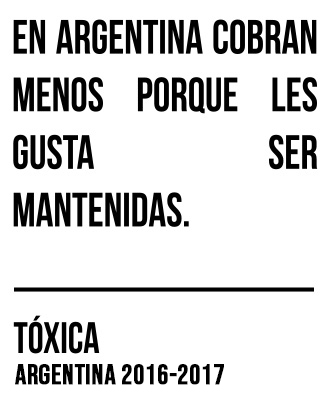 EN ARGENTINA COBRAN
MENOS PORQUE LES
GUSTA SER
MANTENIDAS.
TÓXICA
ARGENTINA 2016-2017